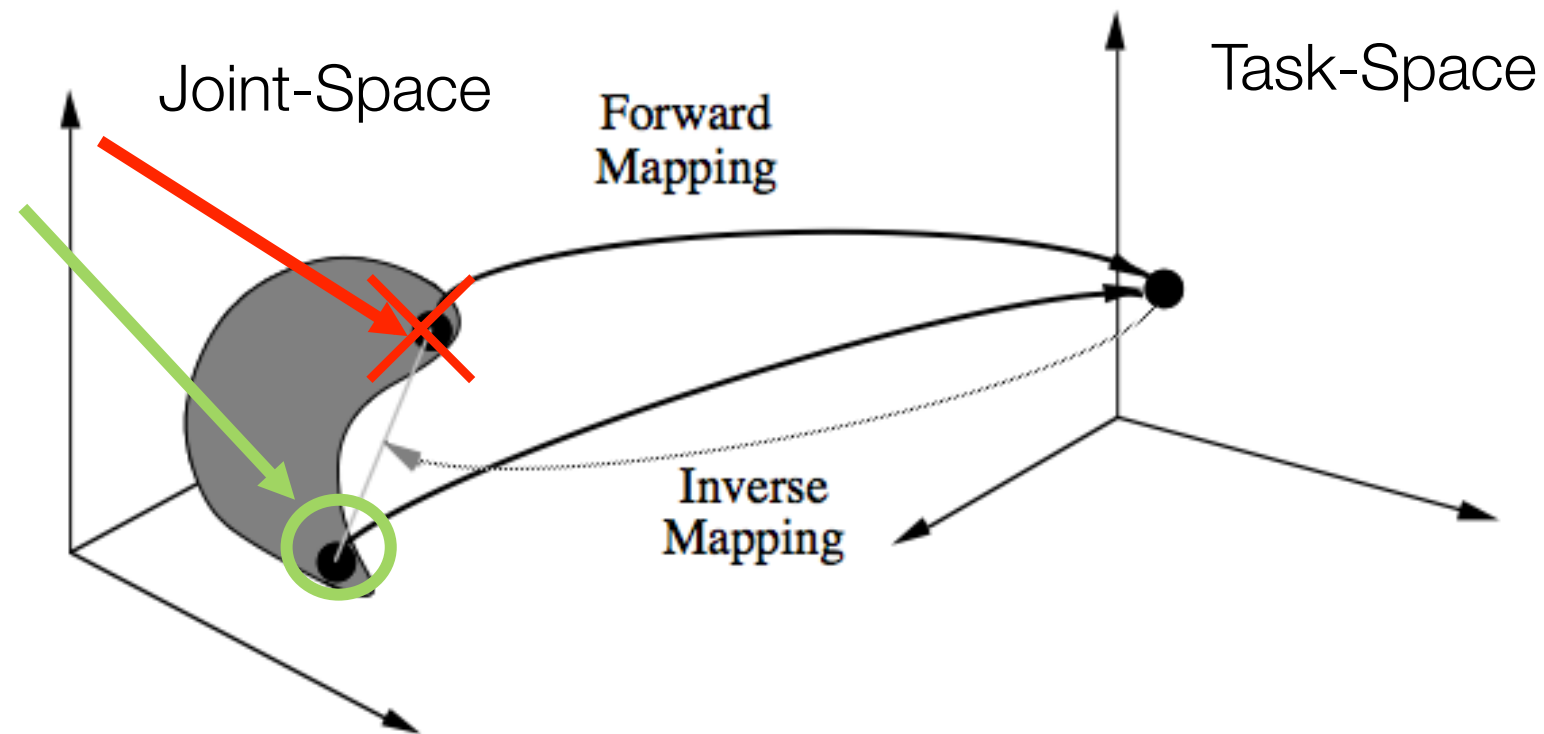 Joint-Space
Task-Space
Forward
Mapping
Inverse
Mapping